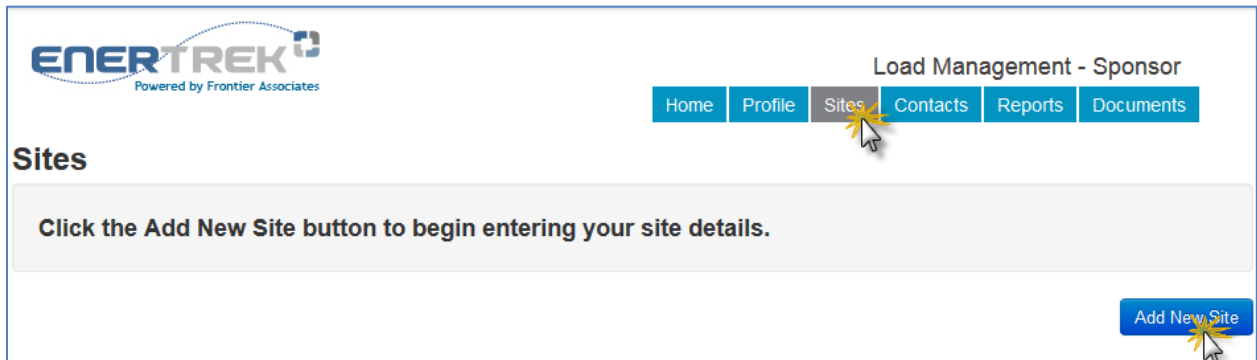 ENERTREK
Powered by Frontier Associates
Load Management - Sponsor
Home Profile Sites Contacts Reports Documents
Sites
Click the Add New Site button to begin entering your site details.
Add New Site